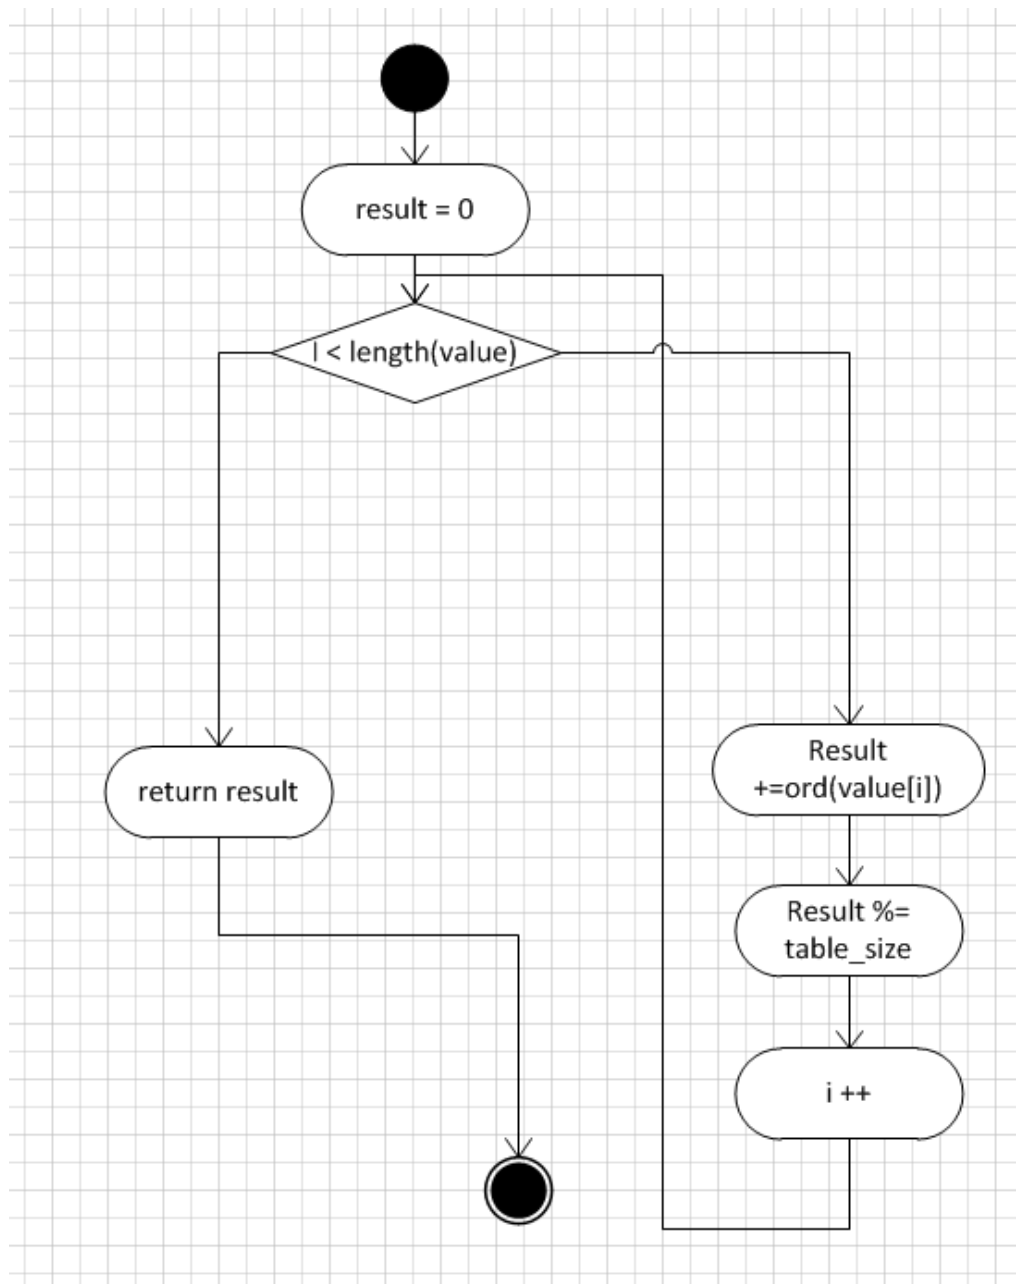 result = 0
I < length(value)
return result
Result
+=ord(value[i])
Result %=
table_size
i ++